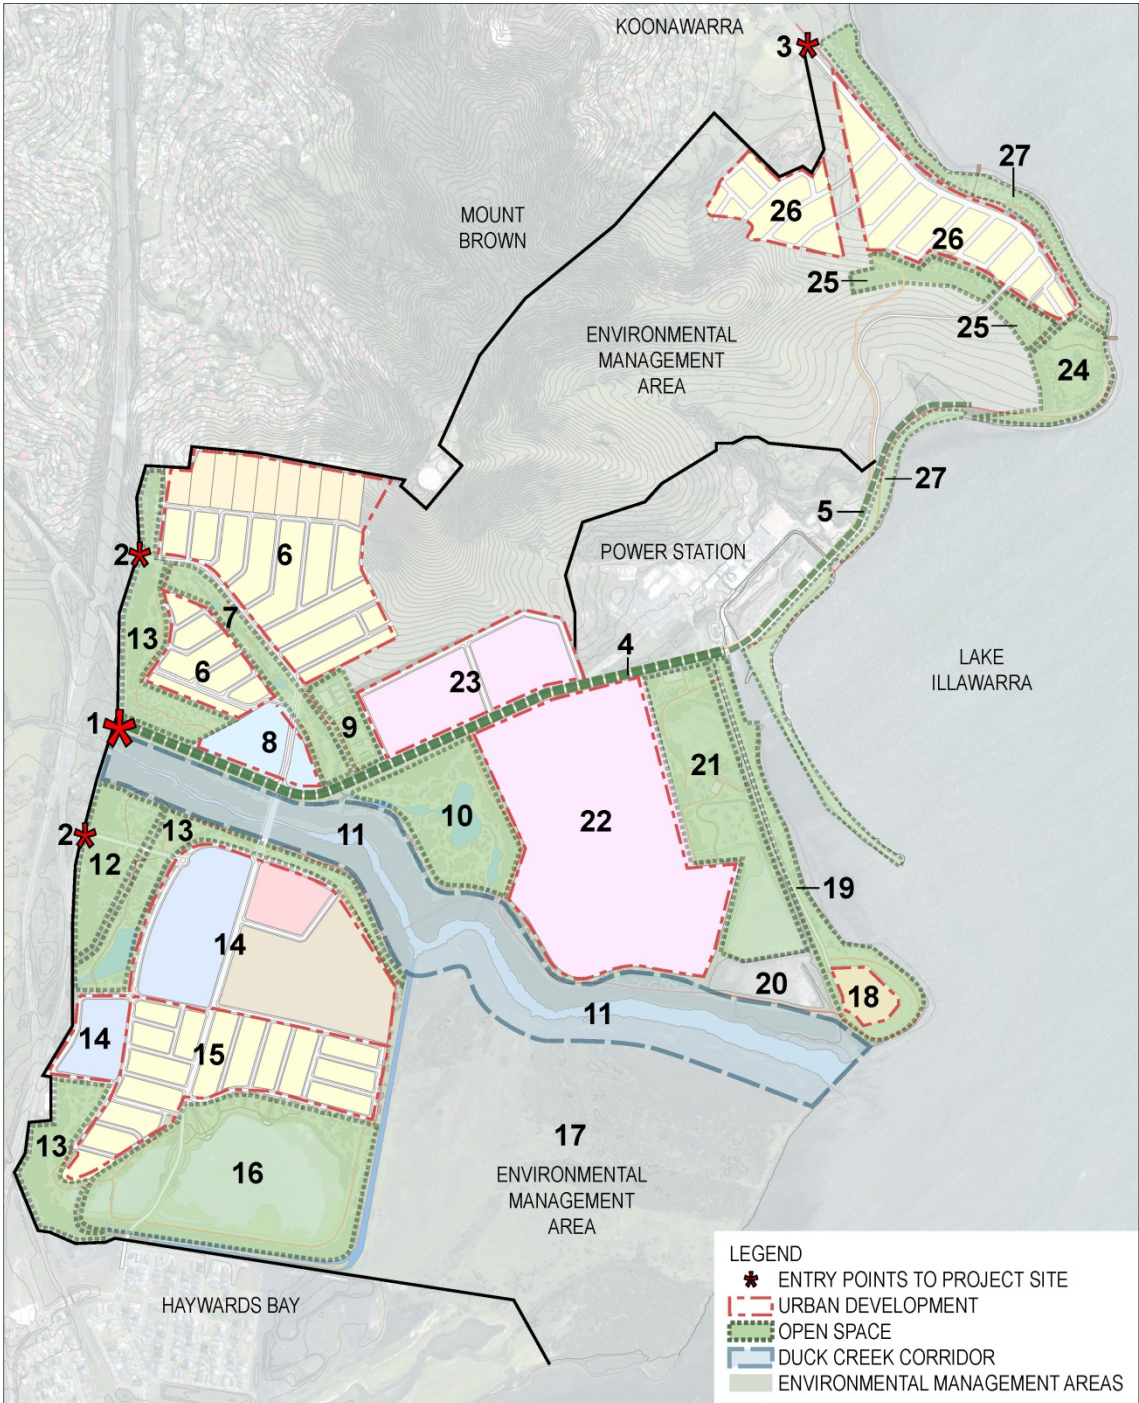 KOONAWARRA
3
27
26
MOUNT
BROWN
26
25
ENVIRONMENTAL
MANAGEMENT
AREA
25
24
27
5
2
6
POWER STATION
7
13
4
LAKE
ILLAWARRA
6
23
1
8
9
21
10
22
11
2
13
12
19
14
20
18
11
14
15
17
13
16
ENVIRONMENTAL
MANAGEMENT
AREA
HAYWARDS BAY
LEGEND
ENTRY POINTS TO PROJECT SITE
URBAN DEVELOPMENT
OPEN SPACE
DUCK CREEK CORRIDOR
ENVIRONMENTAL MANAGEMENT AREAS